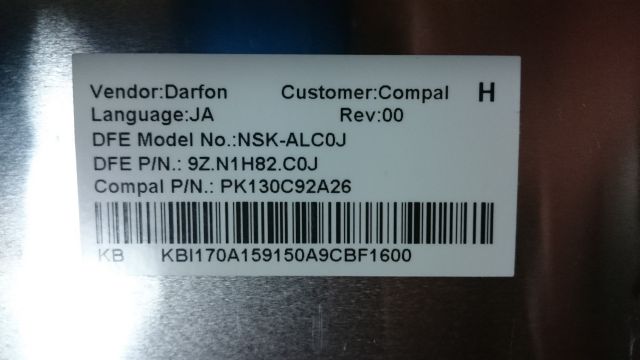 Vendor:Darfon Customer:Compal H
Language:JA Rev:00
DFE Model No.:NSK-ALC0J
DFE P/N.: 9Z.N1H82.C0J
Compal P/N.: PK130C92A26
KB KBI170A159150A9CBF1600